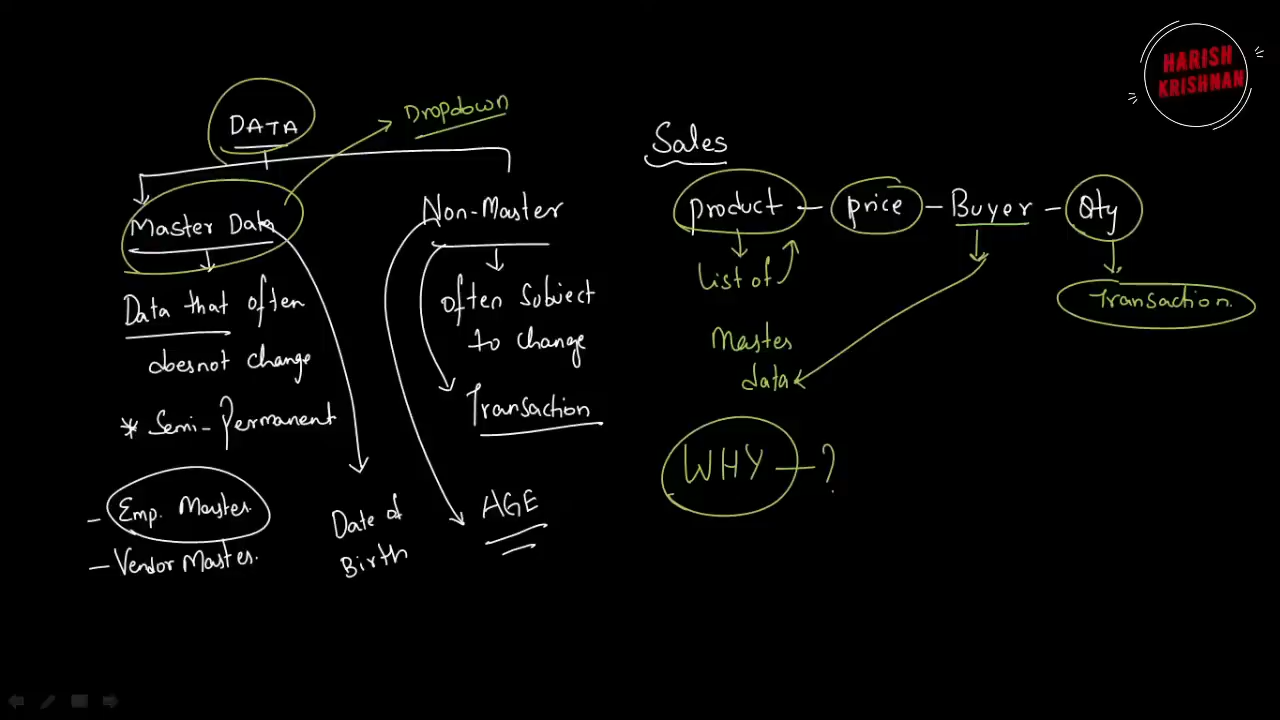 HARISH
KRISHNAN
DATA
Dropdown
Master Data
Non-Master
Data that often
doesnot change
* Semi-Permanent
- Emp. Master.
- Vendor Master.
Date of
Birth
often Subject
to change
Transaction
AGE
Sales
product - price - Buyer - Qty
List of
Master
data
Transaction
WHY - ?